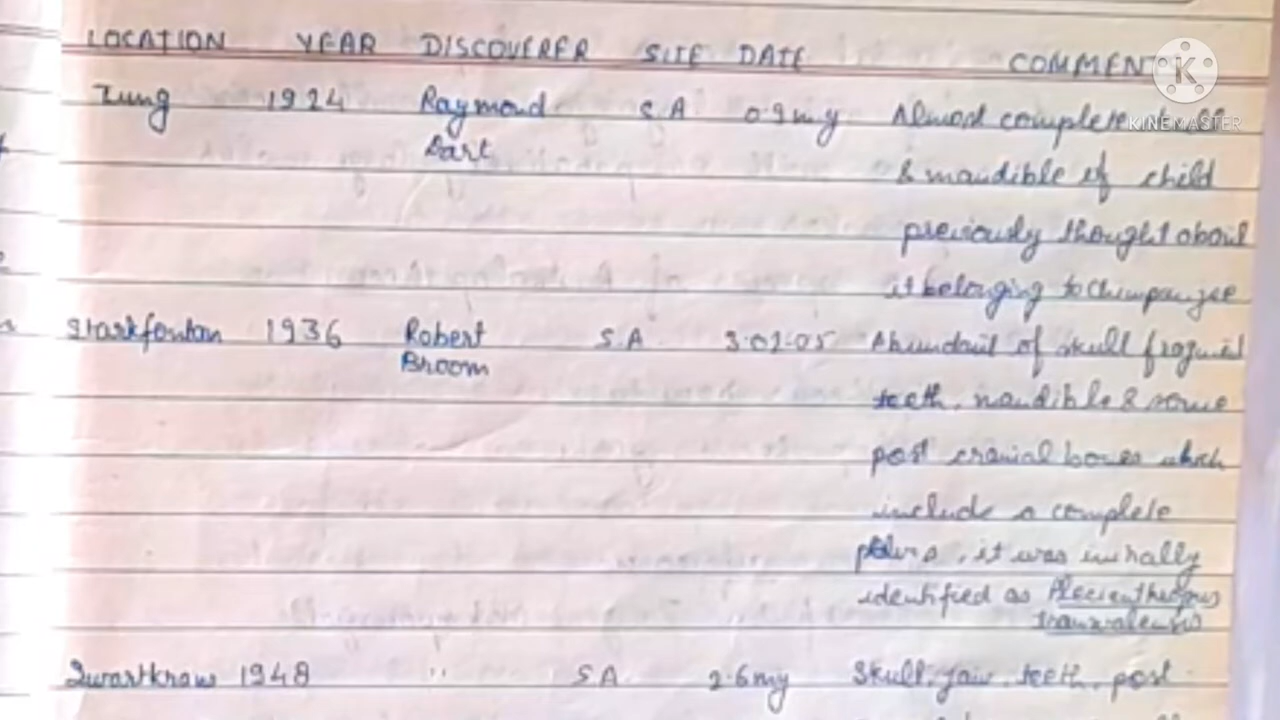 LOCATION YEAR DISCOVERER SITE DATE COMMENT
KINEMASTER
Tung 1924 Raymond S.A 0.9my Almost complete
Dart
& mandible of child
previously thought about
it belonging to Chimpanzee
Starkfontan 1936 Robert S.A 3.02.05 Abundant of skull fragment
Broom
teeth, mandible & some
post cranial bones which
include a complete
pelvis, it was initially
identified as Plesianthropus
transvalensis
1948 " S.A 2.6my Skull, jaw, teeth, post